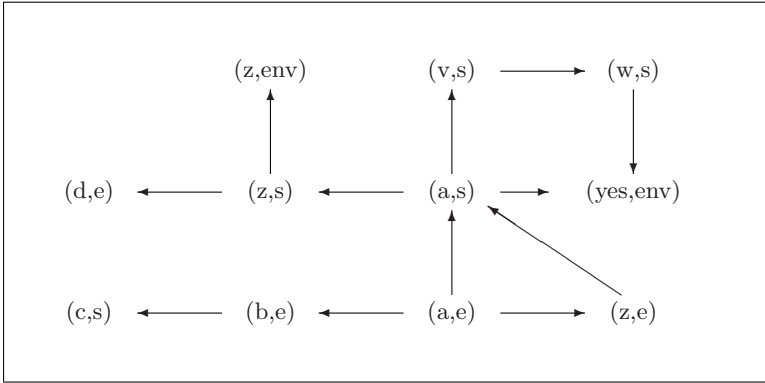 (z,env) (v,s) (w,s)
(d,e) (z,s) (a,s) (yes,env)
(c,s) (b,e) (a,e) (z,e)